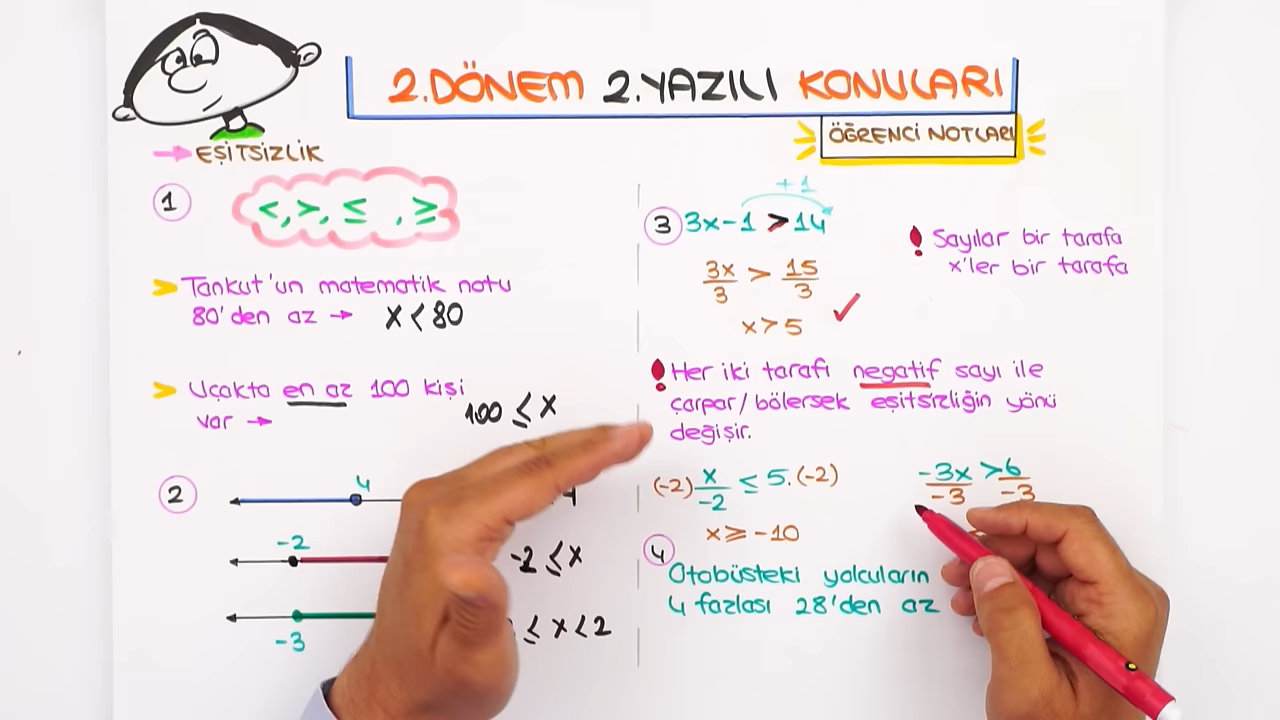 2.DÖNEM 2.YAZILI KONULARI
ÖĞRENCİ NOTLARI
EŞİTSİZLİK
1
<, >, ≤ , ≥
Tankut'un matematik notu
80'den az → x < 80
Uçakta en az 100 kişi
var → 100 ≤ x
2
4
-2
-2 ≤ x
-3
≤ x < 2
+1
3 3x-1 > 14
3x/3 > 15/3
x > 5 ✓
! Sayılar bir tarafa
x'ler bir tarafa
! Her iki tarafı negatif sayı ile
çarpar/bölersek eşitsizliğin yönü
değişir.
(-2) x/-2 ≤ 5.(-2)
x ≥ -10
-3x/-3 > 6/-3
4
Otobüsteki yolcuların
4 fazlası 28'den az